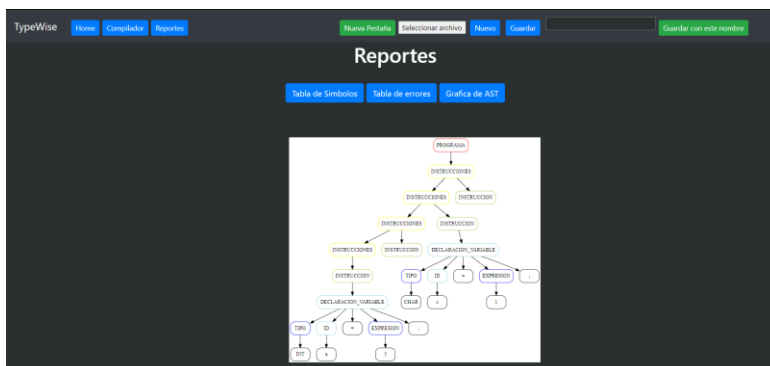 TypeWise Home Compilador Reportes Nueva Pestaña Seleccionar archivo Nuevo Guardar Guardar con este nombre
Reportes
Tabla de Simbolos Tabla de errores Grafica de AST
PROGRAMA
INSTRUCCIONES
INSTRUCCIONES INSTRUCCION
INSTRUCCIONES INSTRUCCION
INSTRUCCIONES INSTRUCCION DECLARACION_VARIABLE
INSTRUCCION TIPO ID = EXPRESION ;
DECLARACION_VARIABLE CHAR c
TIPO ID = EXPRESION ;
INT a